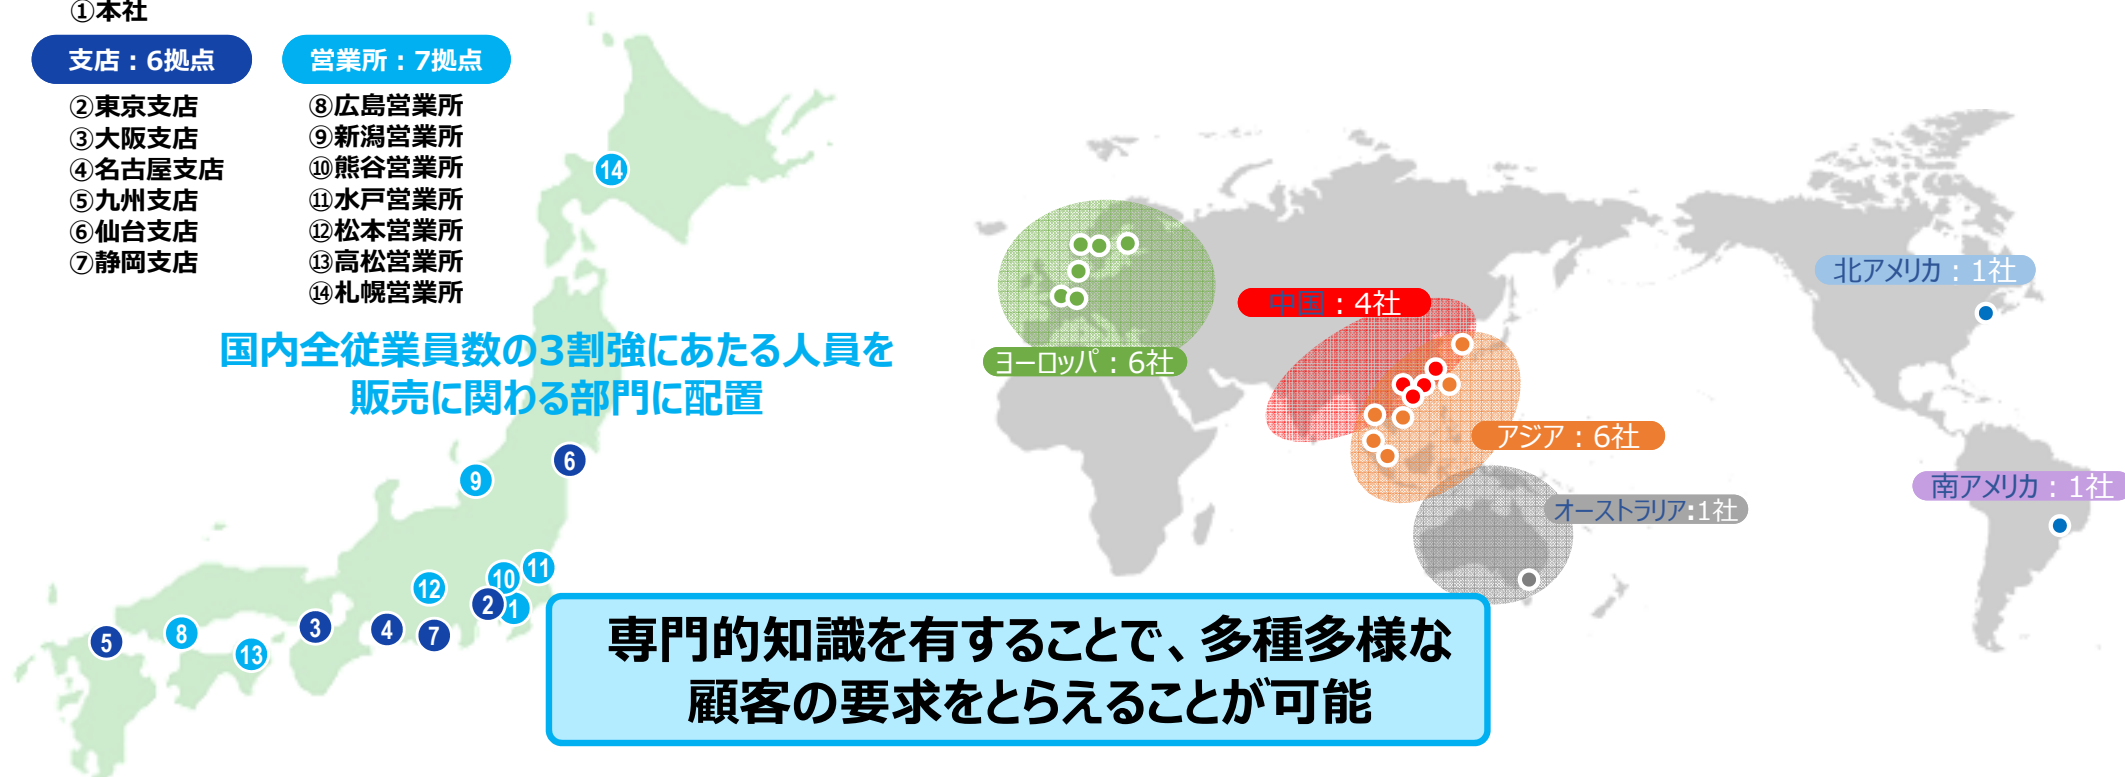 ①本社
支店：6拠点
②東京支店
③大阪支店
④名古屋支店
⑤九州支店
⑥仙台支店
⑦静岡支店
営業所：7拠点
⑧広島営業所
⑨新潟営業所
⑩熊谷営業所
⑪水戸営業所
⑫松本営業所
⑬高松営業所
⑭札幌営業所
国内全従業員数の3割強にあたる人員を
販売に関わる部門に配置
14
6
9
11
10
12
2
1
3
4
7
5
8
13
ヨーロッパ：6社
中国：4社
アジア：6社
オーストラリア:1社
北アメリカ：1社
南アメリカ：1社
専門的知識を有することで、多種多様な
顧客の要求をとらえることが可能